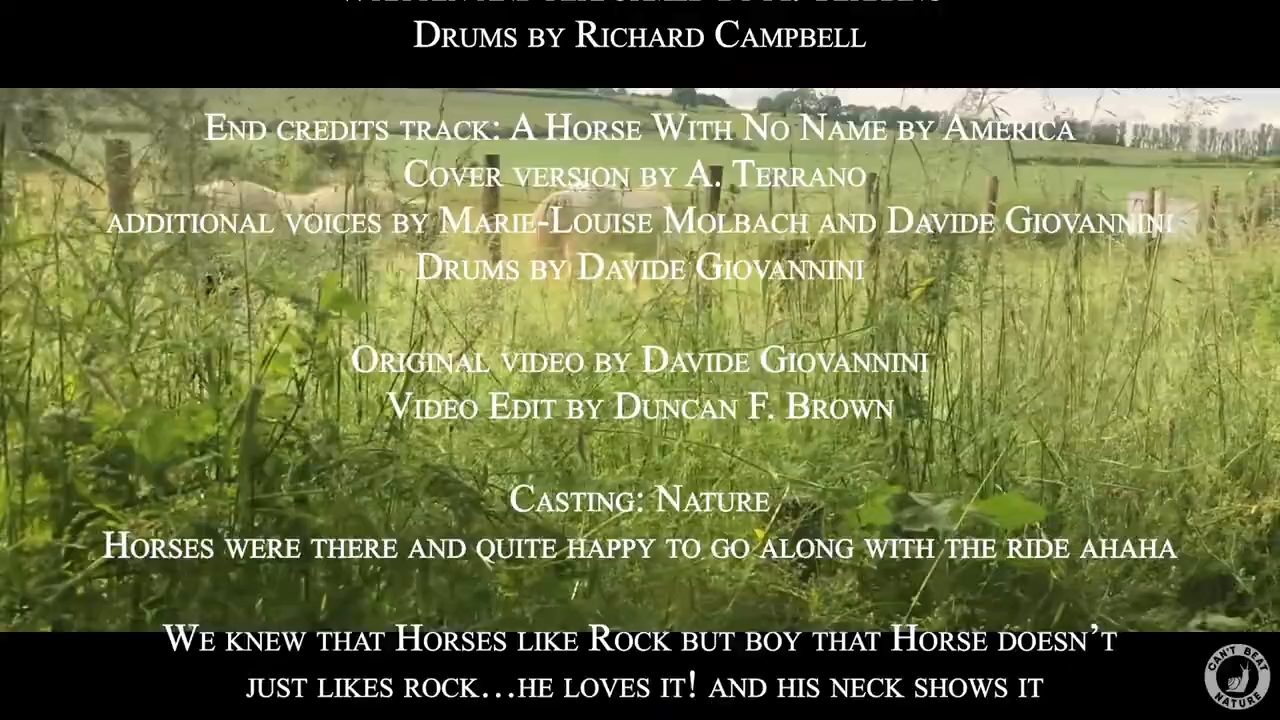 Drums by Richard Campbell
End credits track: A Horse With No Name by America
Cover version by A. Terrano
additional voices by Marie-Louise Molbach and Davide Giovannini
Drums by Davide Giovannini
Original video by Davide Giovannini
Video Edit by Duncan F. Brown
Casting: Nature
Horses were there and quite happy to go along with the ride ahaha
We knew that Horses like Rock but boy that Horse doesn’t
just likes rock...he loves it! and his neck shows it
CAN'T BEAT
NATURE